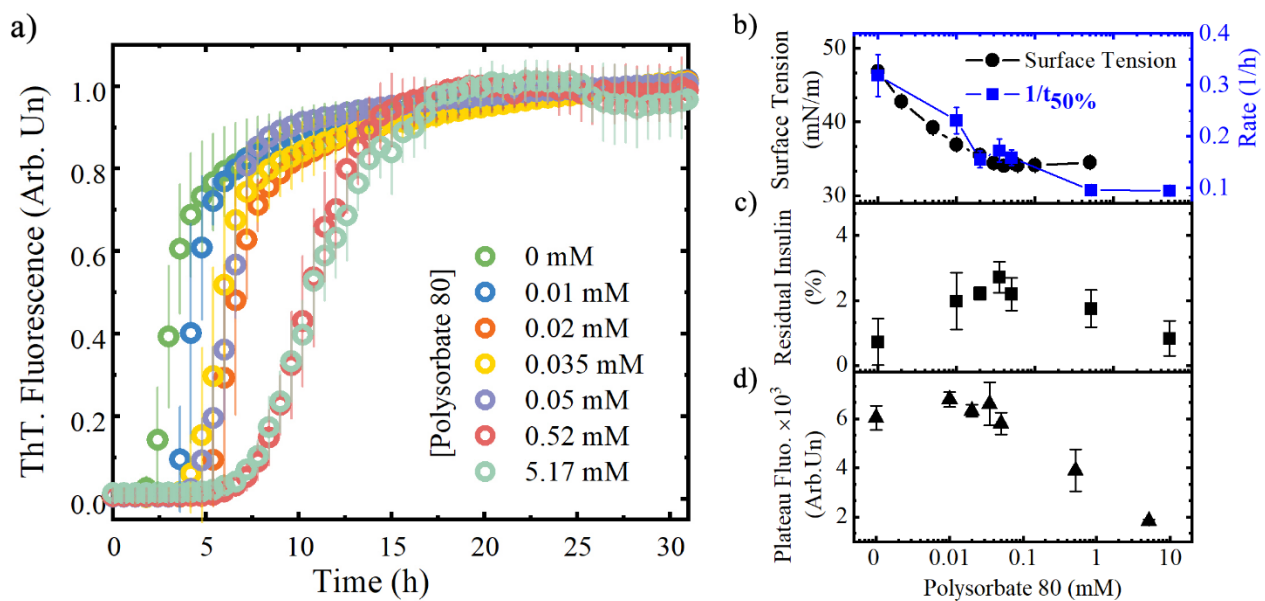 a)
ThT. Fluorescence (Arb. Un)
1.0
0.8
0.6
0.4
0.2
0.0
0 5 10 15 20 25 30
Time (h)
[Polysorbate 80]
0 mM
0.01 mM
0.02 mM
0.035 mM
0.05 mM
0.52 mM
5.17 mM
b)
Surface Tension
(mN/m)
50
40
30
Surface Tension
1/t50%
0.4
0.3
0.2
0.1
Rate (1/h)
c)
Residual Insulin
(%)
4
2
0
d)
Plateau Fluo. ×10³
(Arb.Un)
6
4
2
0 0.01 0.1 1 10
Polysorbate 80 (mM)